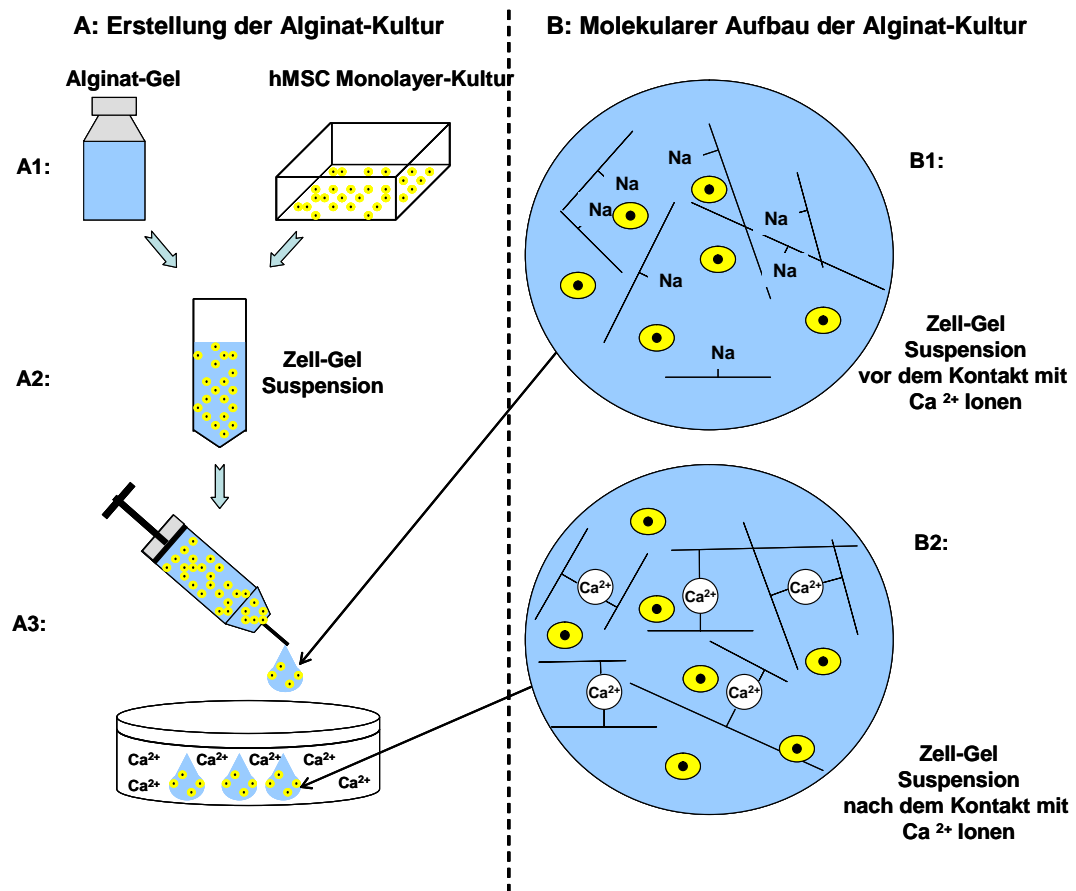 A: Erstellung der Alginat-Kultur
Alginat-Gel
hMSC Monolayer-Kultur
A1:
A2:
Zell-Gel
Suspension
A3:
Ca²⁺
Ca²⁺
Ca²⁺
Ca²⁺
Ca²⁺
Ca²⁺
B: Molekularer Aufbau der Alginat-Kultur
B1:
Na
Na
Na
Na
Na
Na
Na
Zell-Gel
Suspension
vor dem Kontakt mit
Ca ²⁺ Ionen
B2:
Ca²⁺
Ca²⁺
Ca²⁺
Ca²⁺
Ca²⁺
Zell-Gel
Suspension
nach dem Kontakt mit
Ca ²⁺ Ionen